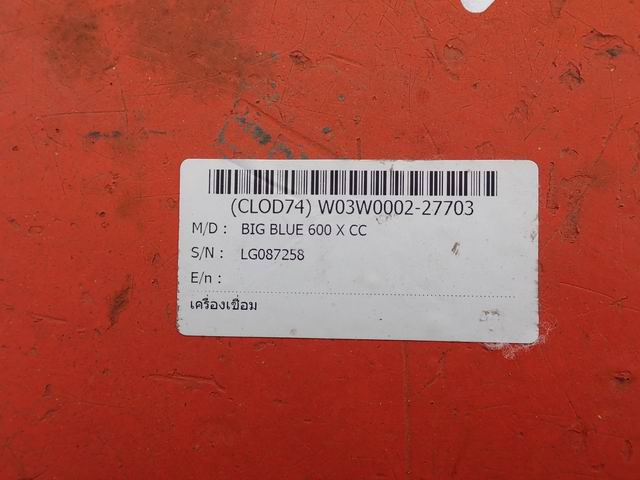 (CLOD74) W03W0002-27703
M/D : BIG BLUE 600 X CC
S/N : LG087258
E/n :
เครื่องเชื่อม